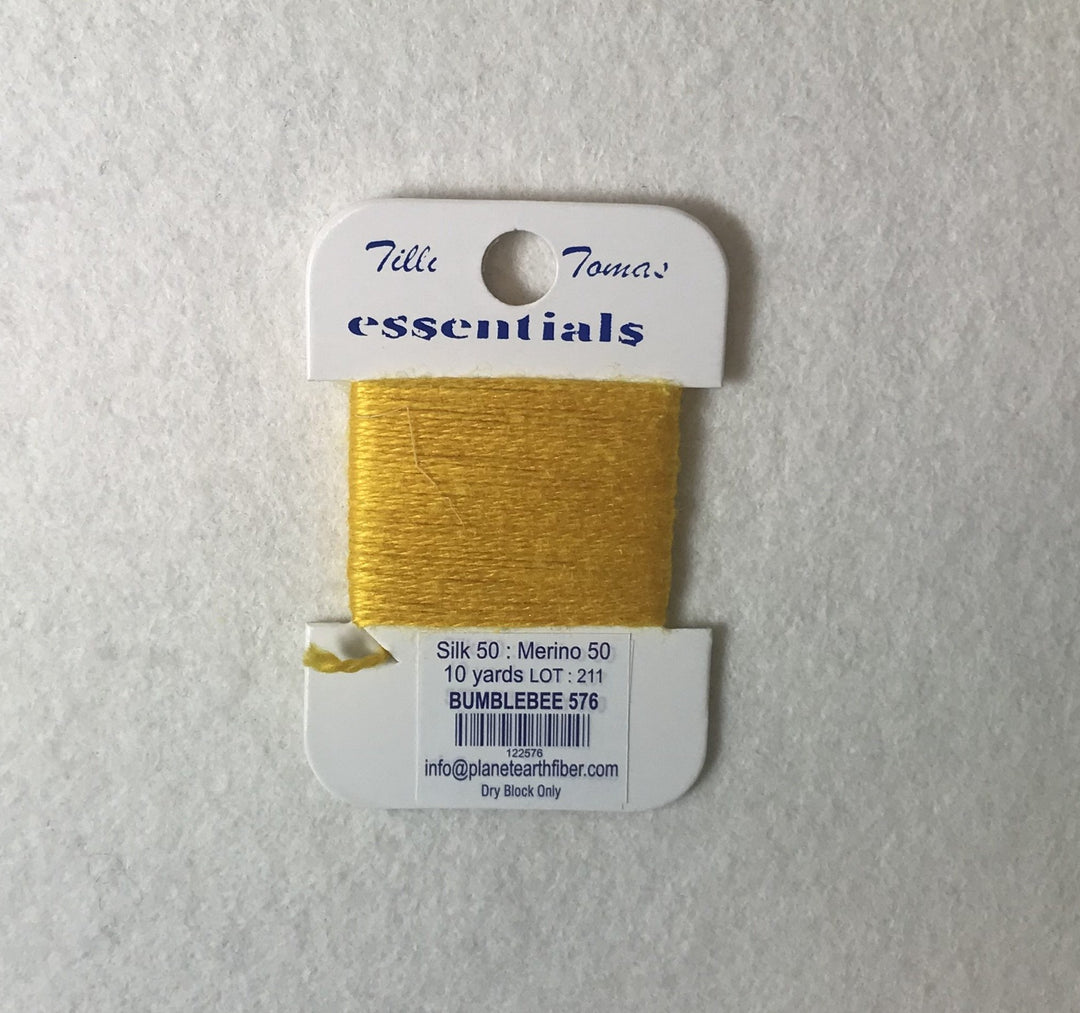 Tilli Tomas
essentials
Silk 50 : Merino 50
10 yards LOT : 211
BUMBLEBEE 576
122576
info@planetearthfiber.com
Dry Block Only